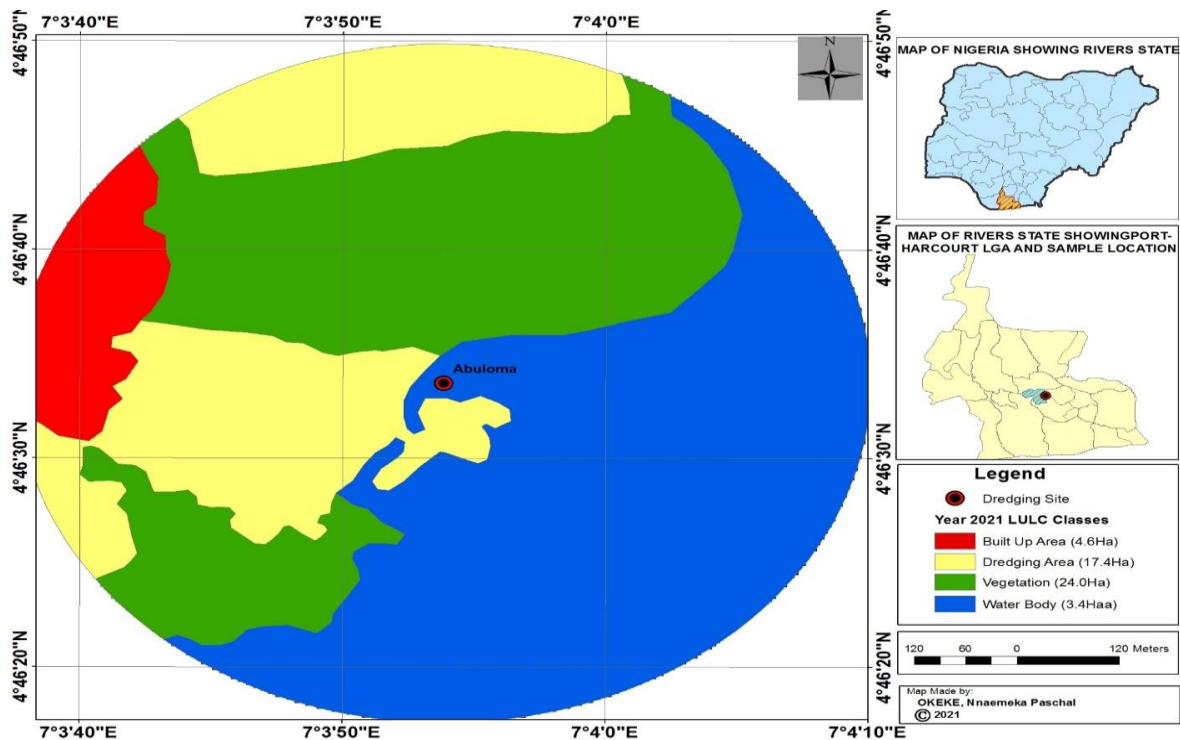 7°3'40"E
7°3'50"E
7°4'0"E
4°46'50"N
4°46'50"N
N
MAP OF NIGERIA SHOWING RIVERS STATE
4°46'40"N
4°46'40"N
MAP OF RIVERS STATE SHOWINGPORT-
HARCOURT LGA AND SAMPLE LOCATION
Abuloma
4°46'30"N
4°46'30"N
Legend
Dredging Site
Year 2021 LULC Classes
Built Up Area (4.6Ha)
Dredging Area (17.4Ha)
Vegetation (24.0Ha)
Water Body (3.4Haa)
4°46'20"N
4°46'20"N
120 60 0 120 Meters
Map Made by:
OKEKE, Nnaemeka Paschal
© 2021
7°3'40"E
7°3'50"E
7°4'0"E
7°4'10"E